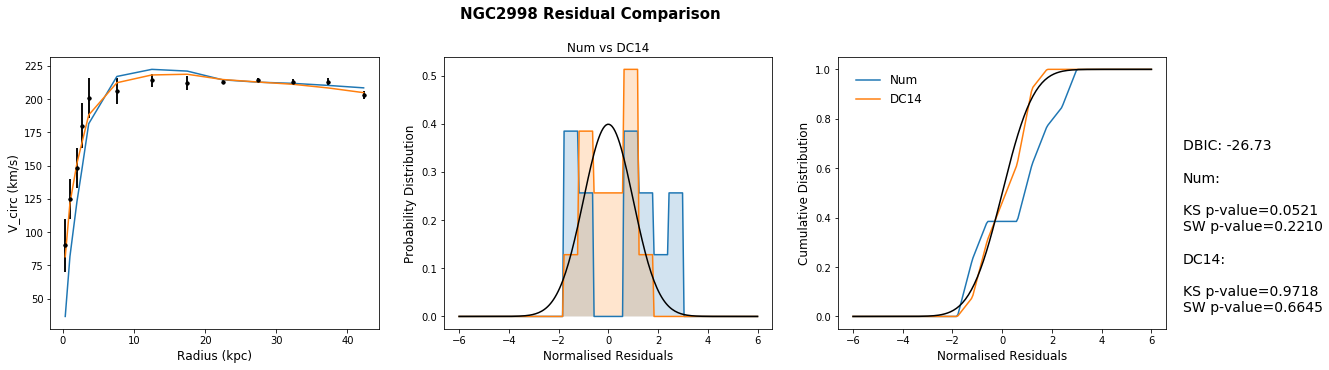 NGC2998 Residual Comparison
V_circ (km/s)
225
200
175
150
125
100
75
50
0
10
20
30
40
Radius (kpc)
Num vs DC14
Probability Distribution
0.5
0.4
0.3
0.2
0.1
0.0
−6
−4
−2
0
2
4
6
Normalised Residuals
Cumulative Distribution
1.0
0.8
0.6
0.4
0.2
0.0
−6
−4
−2
0
2
4
6
Normalised Residuals
Num
DC14
DBIC: -26.73
Num:
KS p-value=0.0521
SW p-value=0.2210
DC14:
KS p-value=0.9718
SW p-value=0.6645